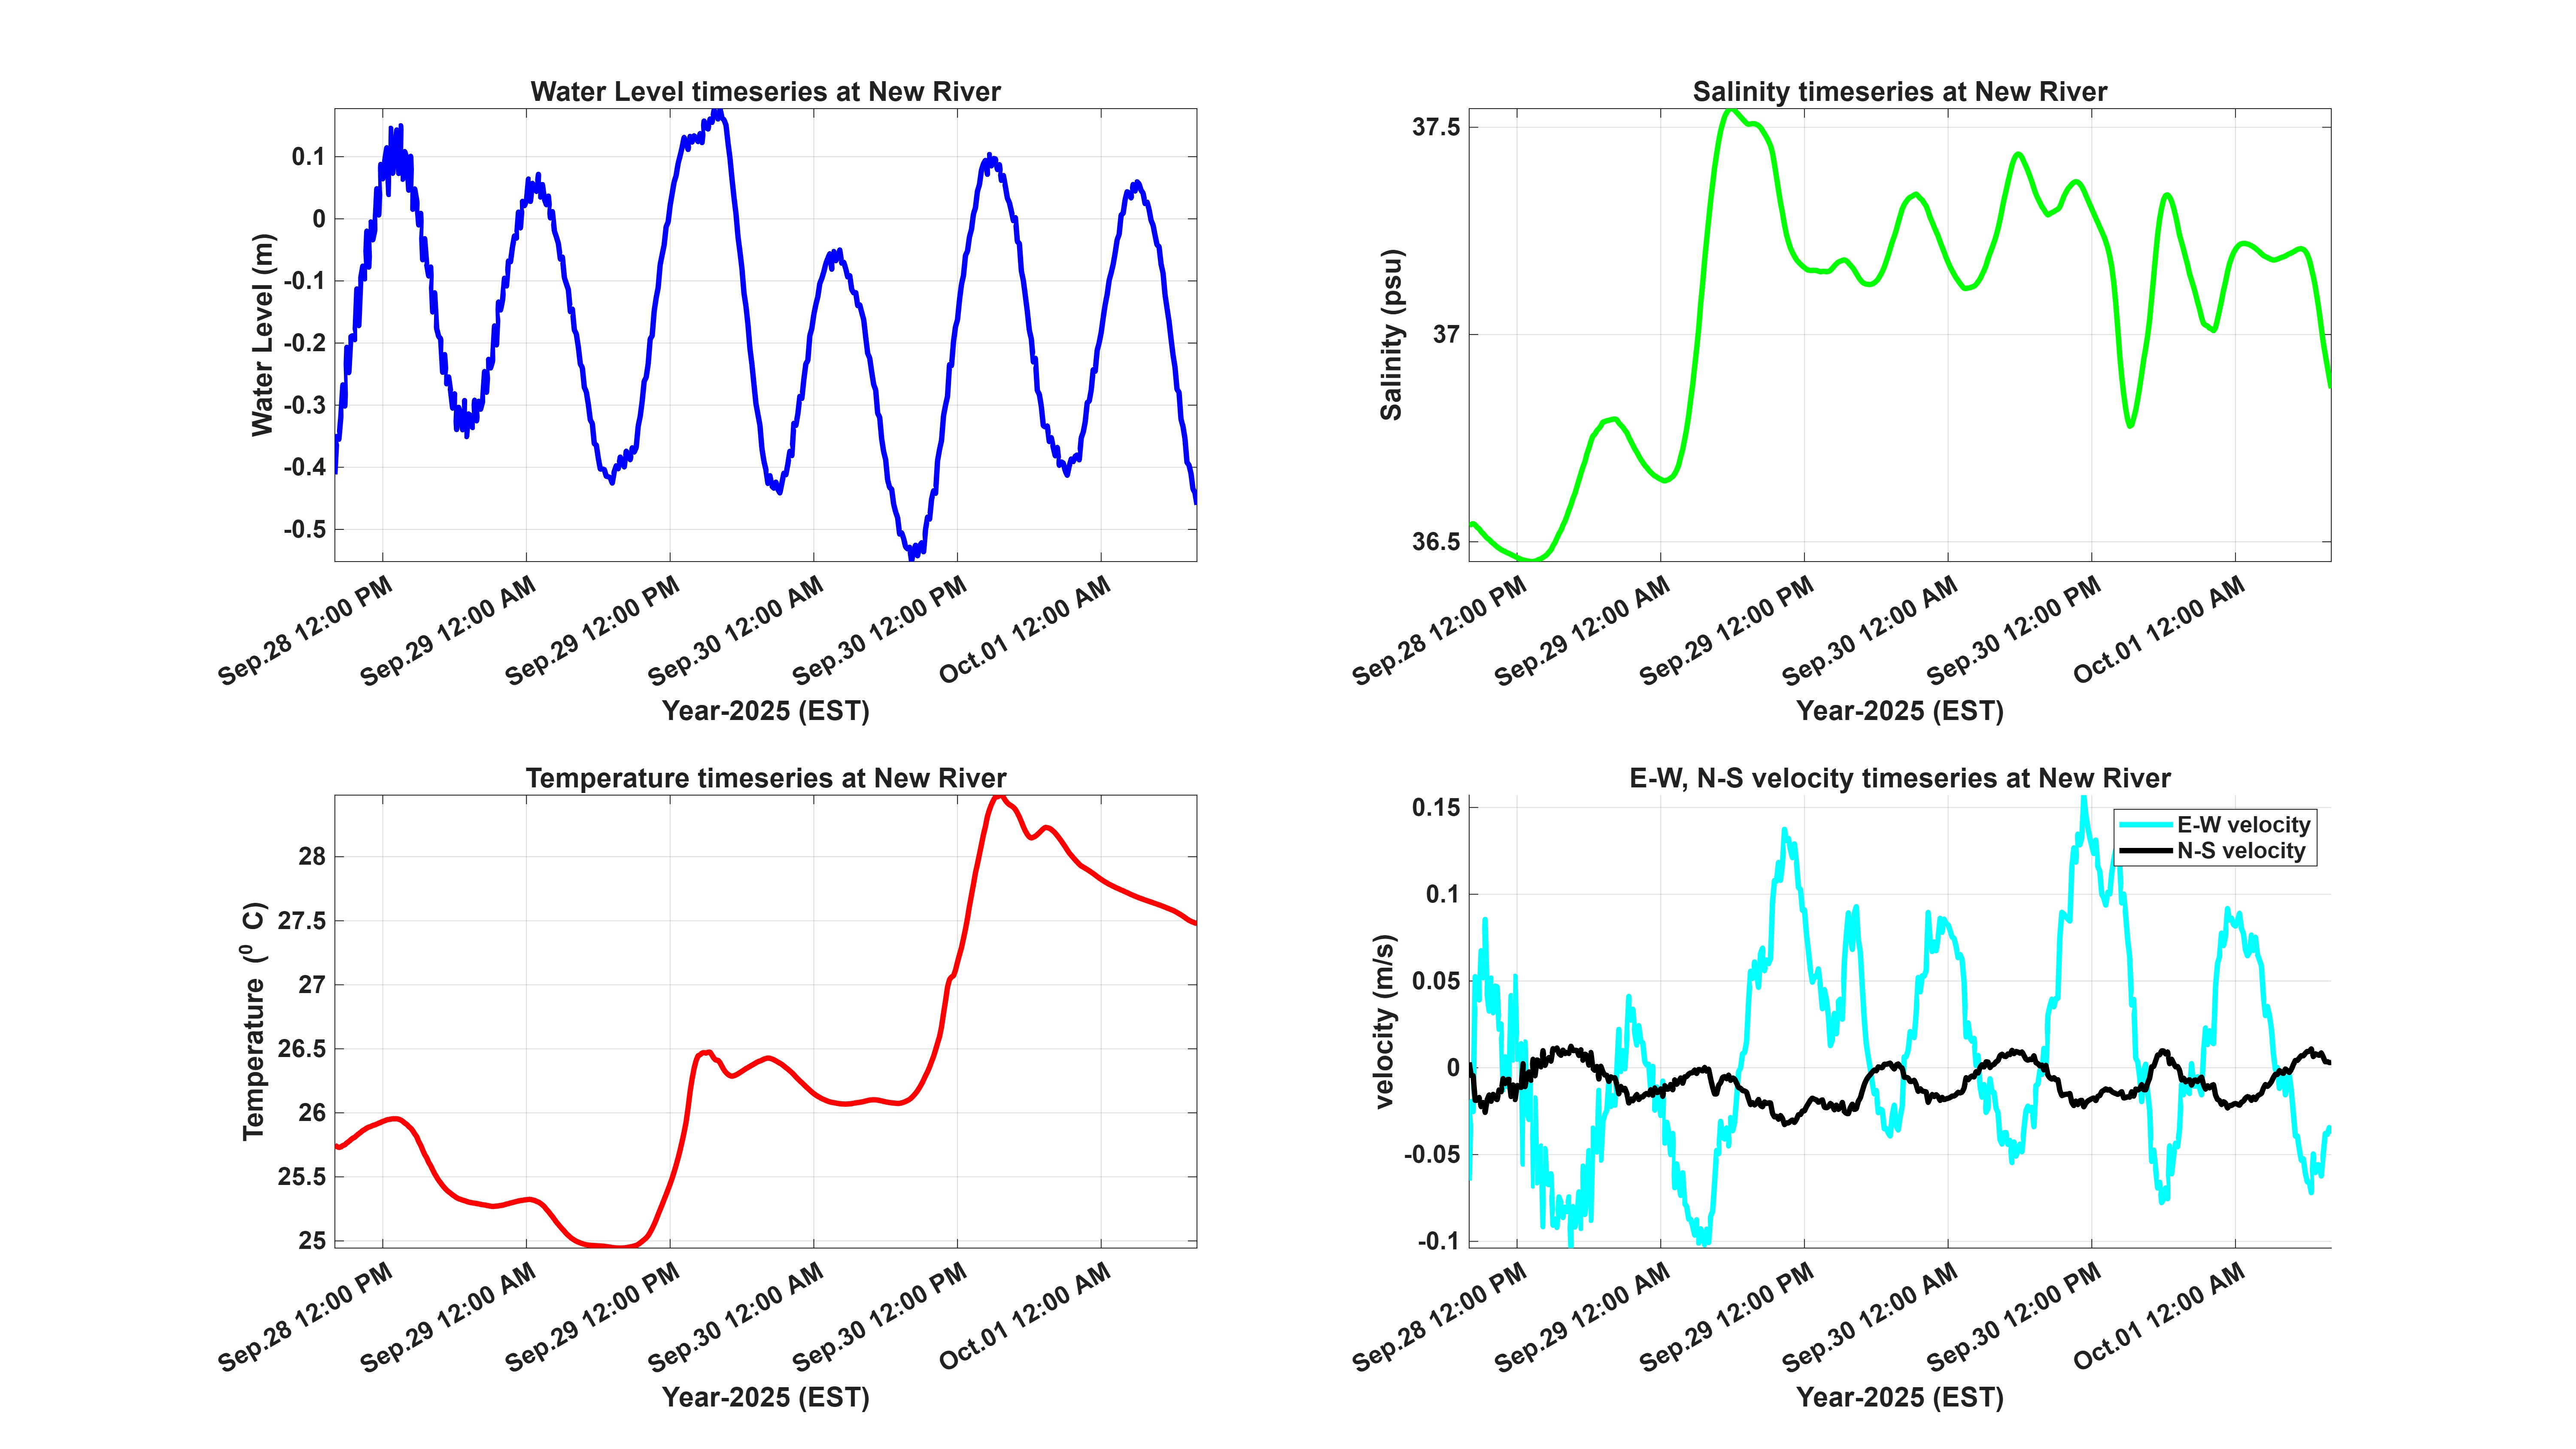 Water Level timeseries at New River
Water Level (m)
0.1
0
-0.1
-0.2
-0.3
-0.4
-0.5
Sep.28 12:00 PM
Sep.29 12:00 AM
Sep.29 12:00 PM
Sep.30 12:00 AM
Sep.30 12:00 PM
Oct.01 12:00 AM
Year-2025 (EST)
Salinity timeseries at New River
Salinity (psu)
37.5
37
36.5
Sep.28 12:00 PM
Sep.29 12:00 AM
Sep.29 12:00 PM
Sep.30 12:00 AM
Sep.30 12:00 PM
Oct.01 12:00 AM
Year-2025 (EST)
Temperature timeseries at New River
Temperature (⁰ C)
28
27.5
27
26.5
26
25.5
25
Sep.28 12:00 PM
Sep.29 12:00 AM
Sep.29 12:00 PM
Sep.30 12:00 AM
Sep.30 12:00 PM
Oct.01 12:00 AM
Year-2025 (EST)
E-W, N-S velocity timeseries at New River
velocity (m/s)
0.15
0.1
0.05
0
-0.05
-0.1
E-W velocity
N-S velocity
Sep.28 12:00 PM
Sep.29 12:00 AM
Sep.29 12:00 PM
Sep.30 12:00 AM
Sep.30 12:00 PM
Oct.01 12:00 AM
Year-2025 (EST)